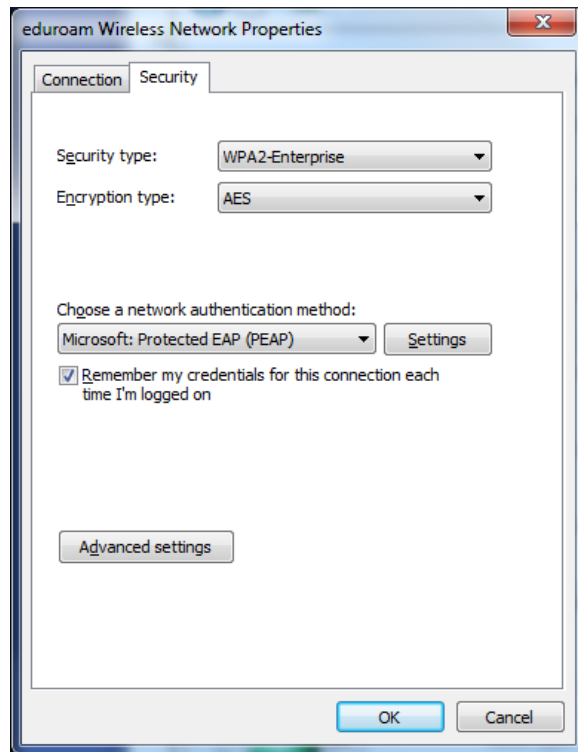 eduroam Wireless Network Properties
Connection Security
Security type: WPA2-Enterprise
Encryption type: AES
Choose a network authentication method:
Microsoft: Protected EAP (PEAP) Settings
Remember my credentials for this connection each
time I'm logged on
Advanced settings
OK Cancel